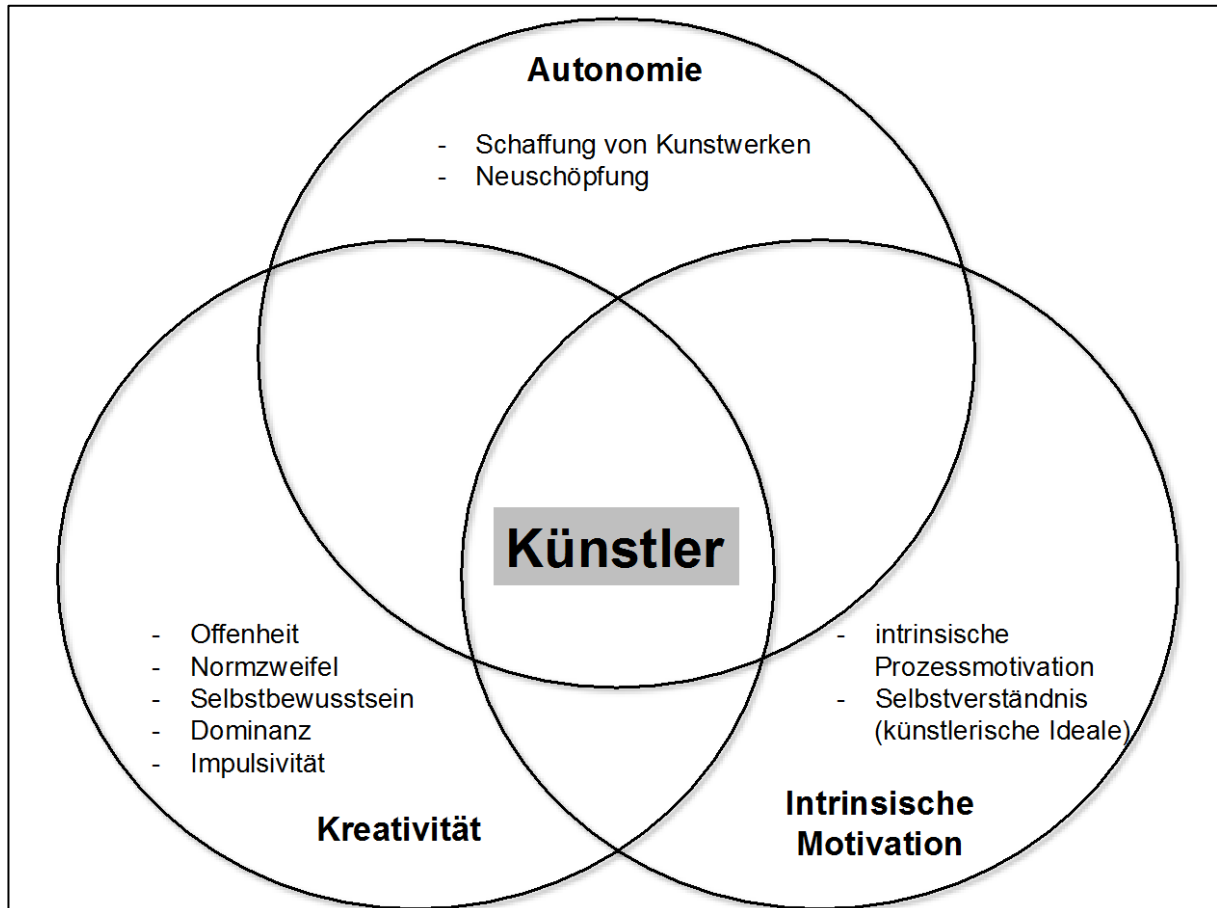 Autonomie
- Schaffung von Kunstwerken
- Neuschöpfung
Künstler
- Offenheit
- Normzweifel
- Selbstbewusstsein
- Dominanz
- Impulsivität
Kreativität
- intrinsische
Prozessmotivation
- Selbstverständnis
(künstlerische Ideale)
Intrinsische
Motivation